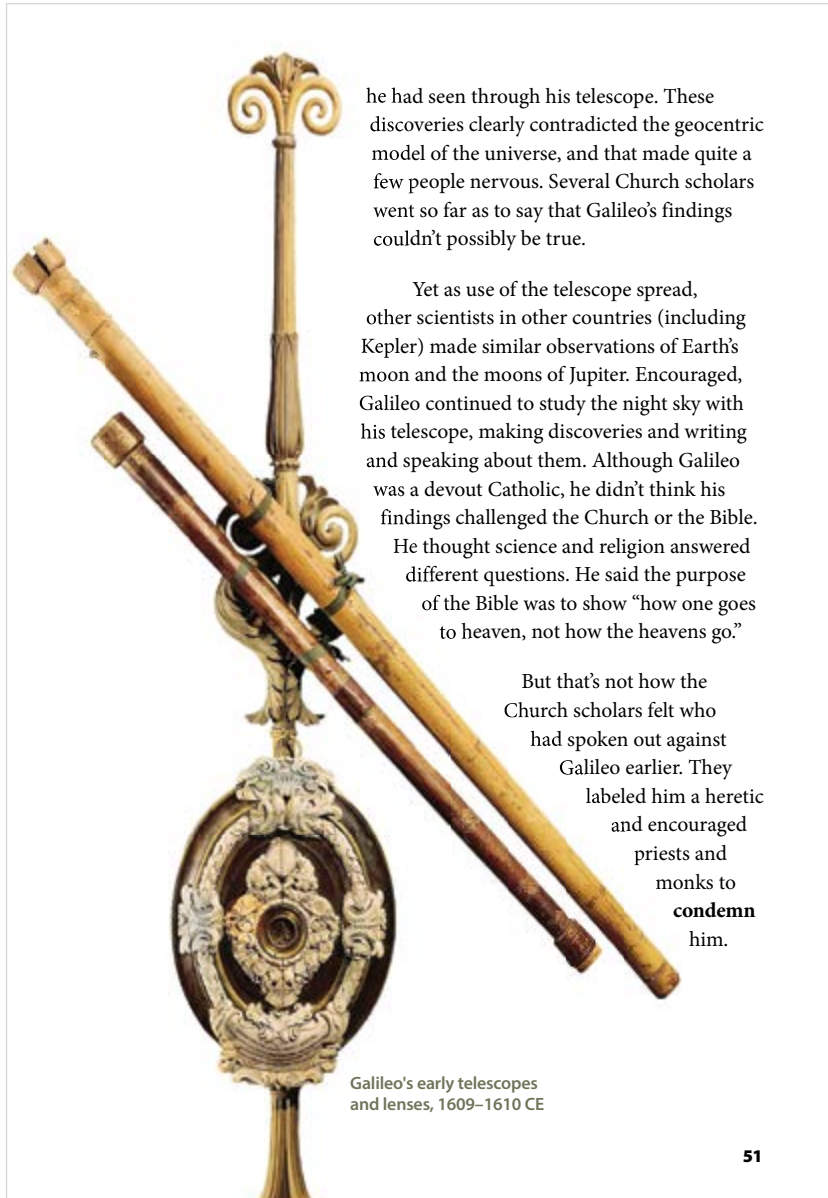 he had seen through his telescope. These
discoveries clearly contradicted the geocentric
model of the universe, and that made quite a
few people nervous. Several Church scholars
went so far as to say that Galileo’s findings
couldn’t possibly be true.
Yet as use of the telescope spread,
other scientists in other countries (including
Kepler) made similar observations of Earth’s
moon and the moons of Jupiter. Encouraged,
Galileo continued to study the night sky with
his telescope, making discoveries and writing
and speaking about them. Although Galileo
was a devout Catholic, he didn’t think his
findings challenged the Church or the Bible.
He thought science and religion answered
different questions. He said the purpose
of the Bible was to show “how one goes
to heaven, not how the heavens go.”
But that’s not how the
Church scholars felt who
had spoken out against
Galileo earlier. They
labeled him a heretic
and encouraged
priests and
monks to
condemn
him.
Galileo's early telescopes
and lenses, 1609–1610 CE
51